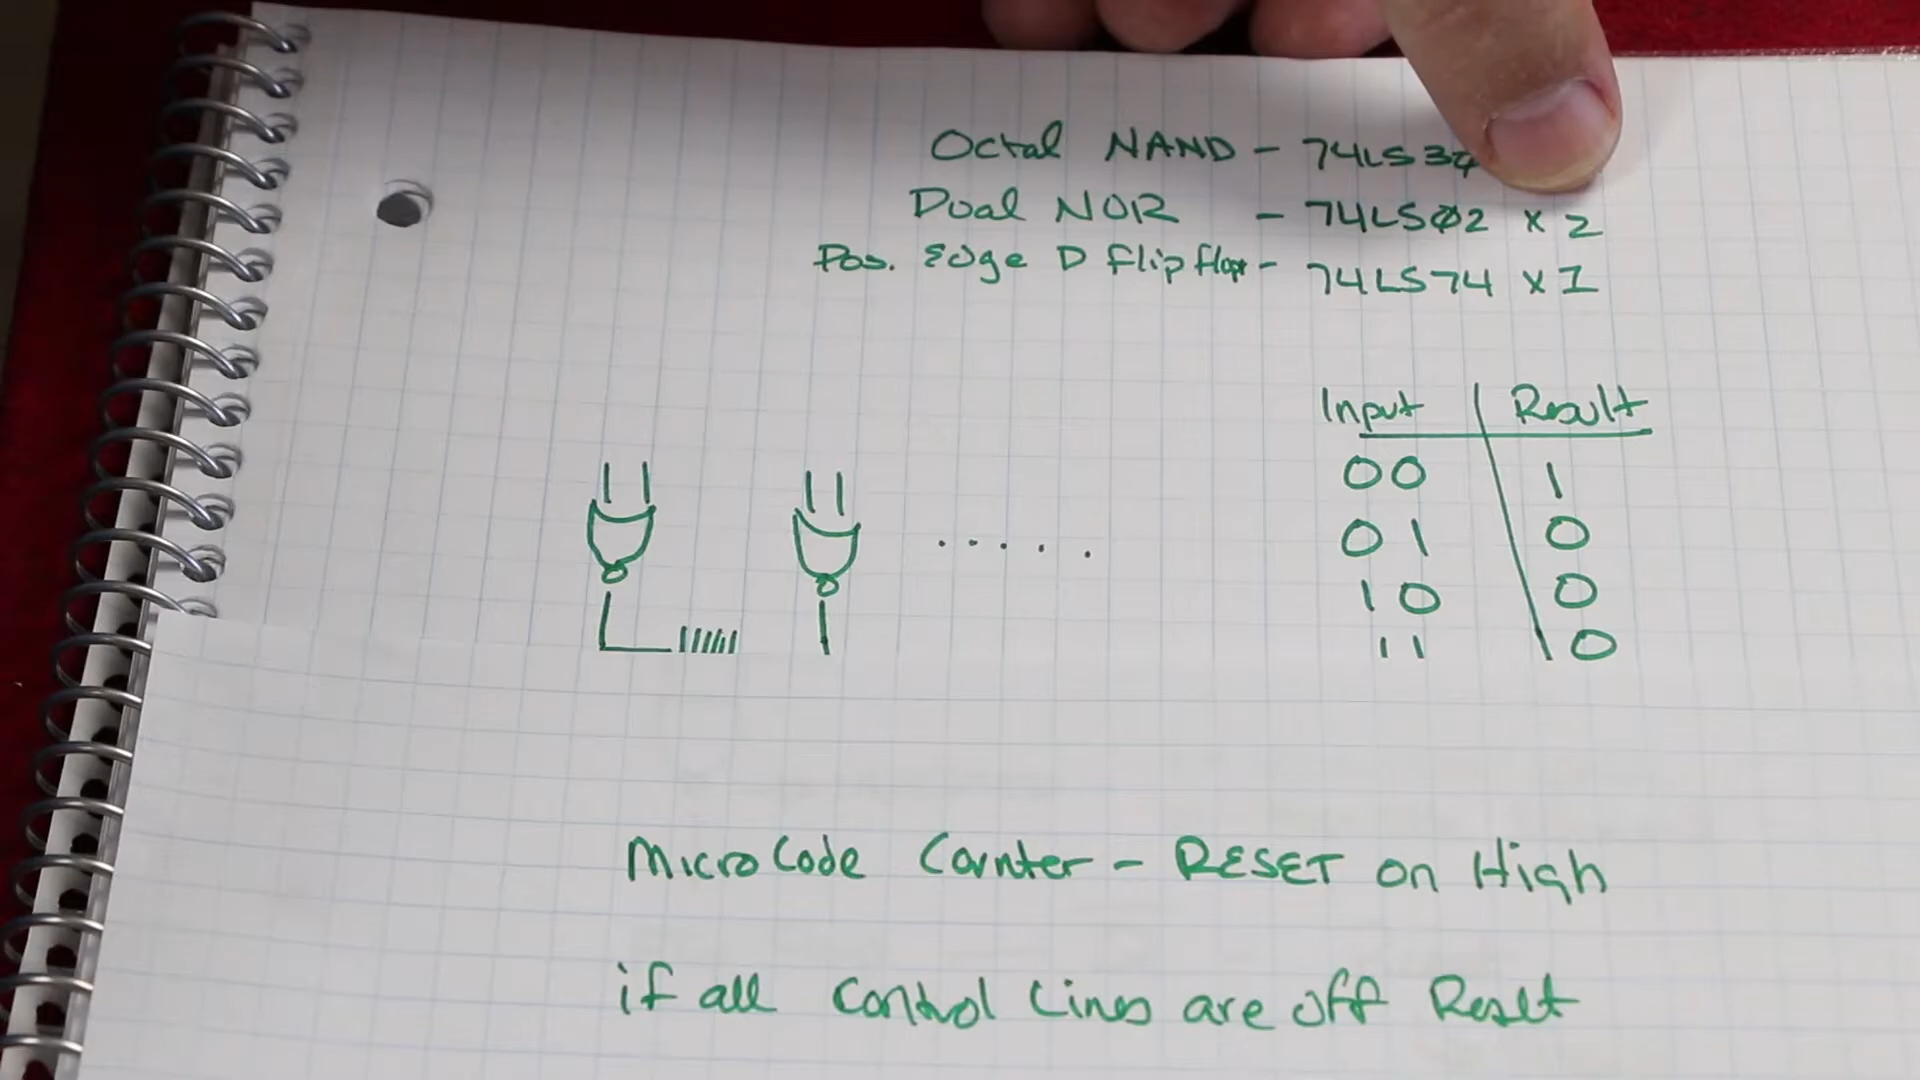 Octal NAND - 74LS30
Dual NOR - 74LS02 x 2
Pos. Edge D flip flop - 74LS74 x 1
Input | Result
00 | 1
01 | 0
10 | 0
11 | 0
MicroCode Counter - RESET on High
if all Control Lines are off Reset